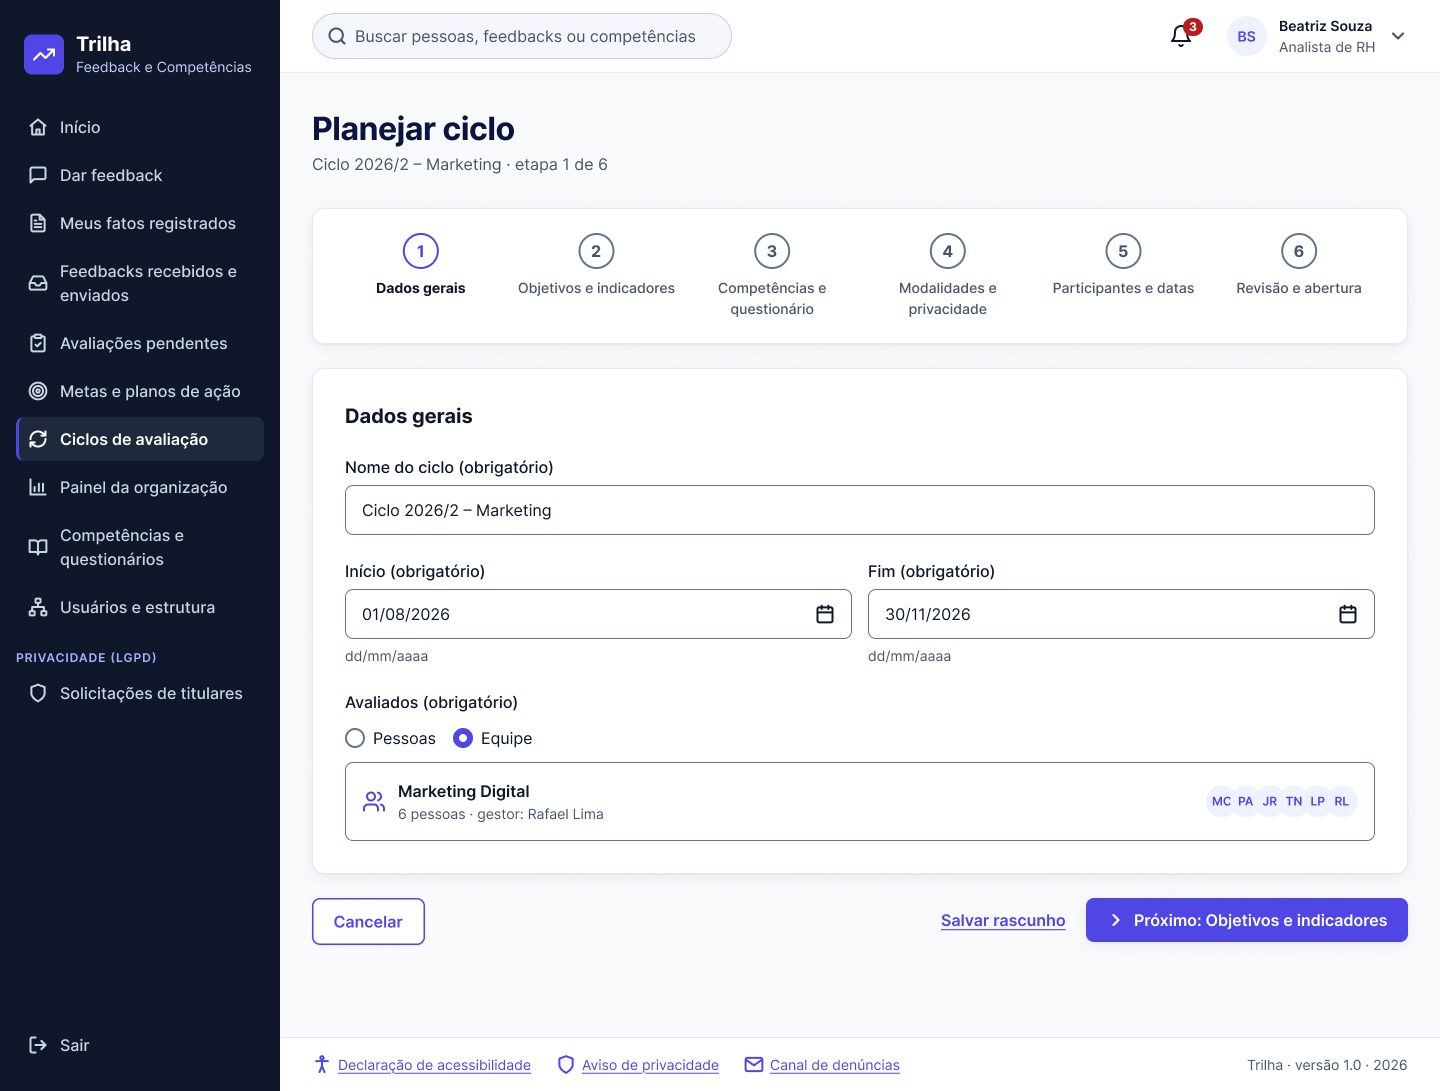 Trilha
Feedback e Competências
Início
Dar feedback
Meus fatos registrados
Feedbacks recebidos e
enviados
Avaliações pendentes
Metas e planos de ação
Ciclos de avaliação
Painel da organização
Competências e
questionários
Usuários e estrutura
PRIVACIDADE (LGPD)
Solicitações de titulares
Sair
Buscar pessoas, feedbacks ou competências
3
BS
Beatriz Souza
Analista de RH
Planejar ciclo
Ciclo 2026/2 – Marketing · etapa 1 de 6
1
Dados gerais
2
Objetivos e indicadores
3
Competências e
questionário
4
Modalidades e
privacidade
5
Participantes e datas
6
Revisão e abertura
Dados gerais
Nome do ciclo (obrigatório)
Ciclo 2026/2 – Marketing
Início (obrigatório)
01/08/2026
dd/mm/aaaa
Fim (obrigatório)
30/11/2026
dd/mm/aaaa
Avaliados (obrigatório)
Pessoas
Equipe
Marketing Digital
6 pessoas · gestor: Rafael Lima
MC PA JR TN LP RL
Cancelar
Salvar rascunho
Próximo: Objetivos e indicadores
Declaração de acessibilidade
Aviso de privacidade
Canal de denúncias
Trilha · versão 1.0 · 2026